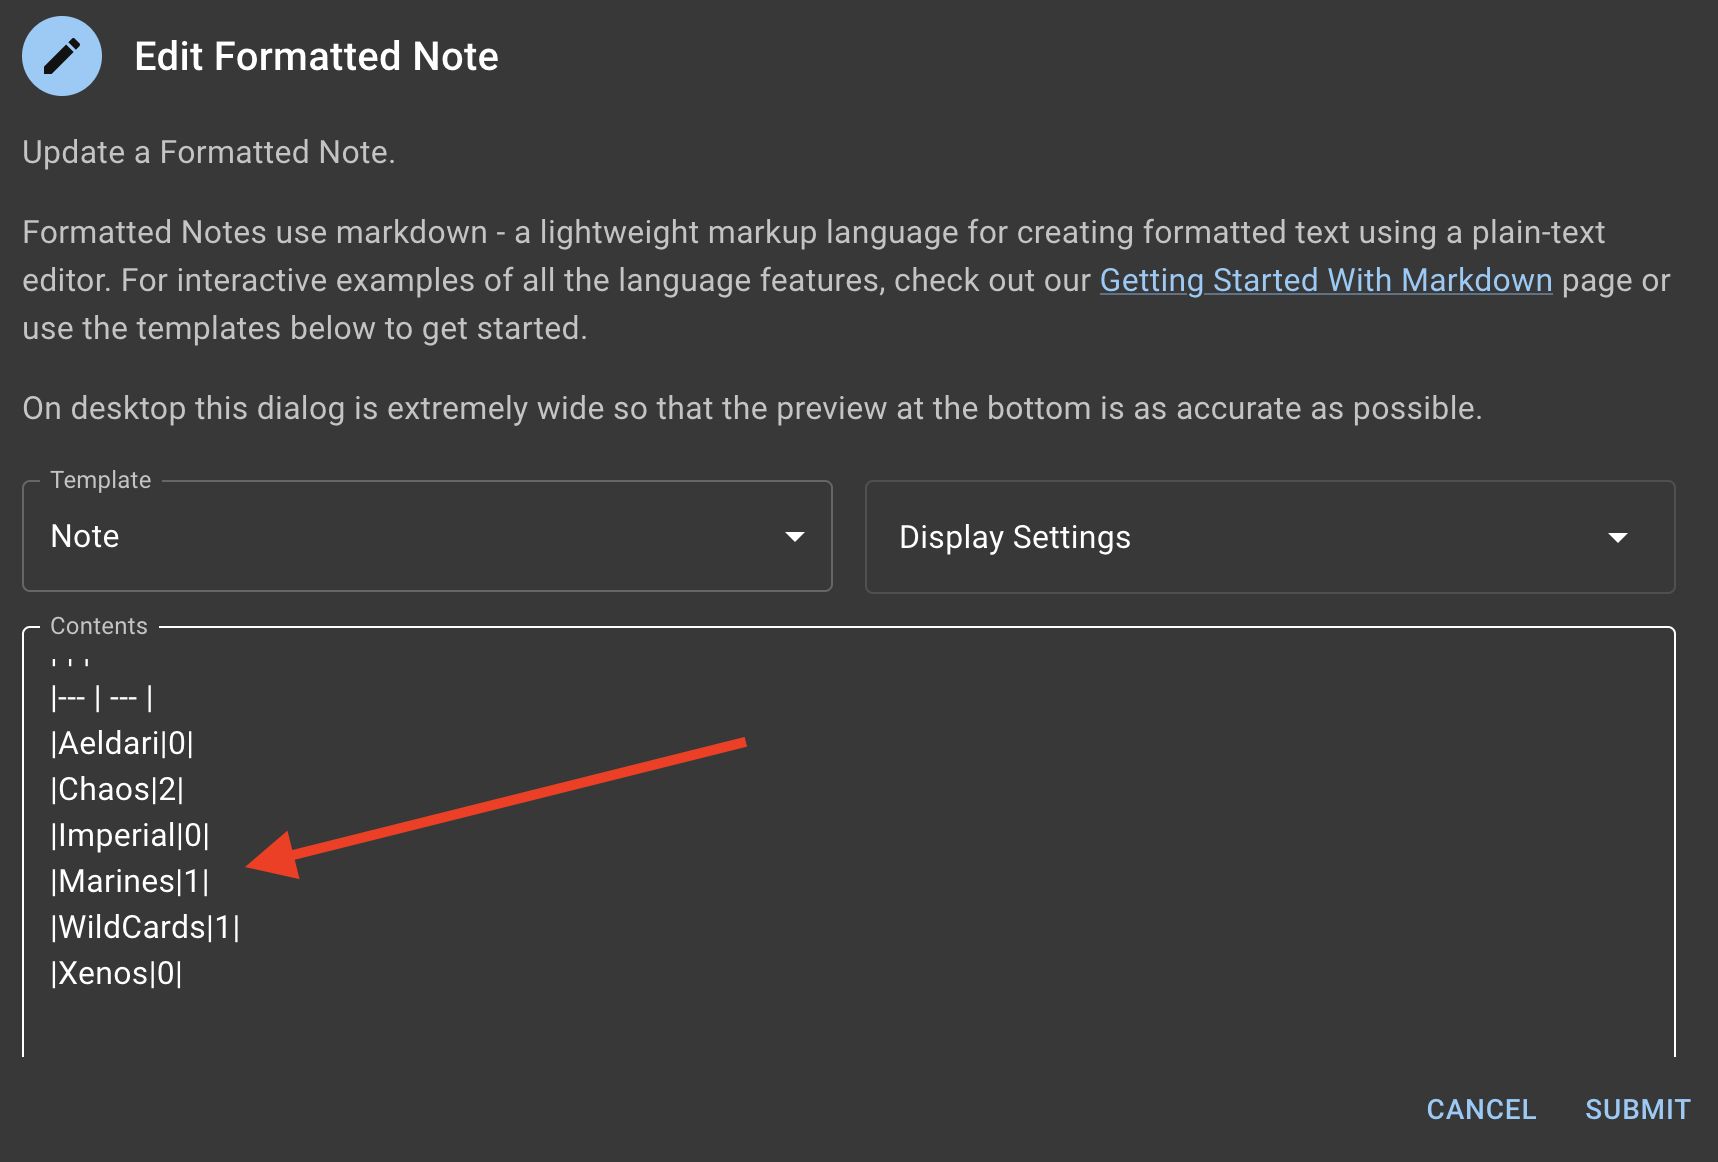 Edit Formatted Note
Update a Formatted Note.
Formatted Notes use markdown - a lightweight markup language for creating formatted text using a plain-text
editor. For interactive examples of all the language features, check out our Getting Started With Markdown page or
use the templates below to get started.
On desktop this dialog is extremely wide so that the preview at the bottom is as accurate as possible.
Template
Note
Display Settings
Contents
|--- | --- |
|Aeldari|0|
|Chaos|2|
|Imperial|0|
|Marines|1|
|WildCards|1|
|Xenos|0|
CANCEL
SUBMIT